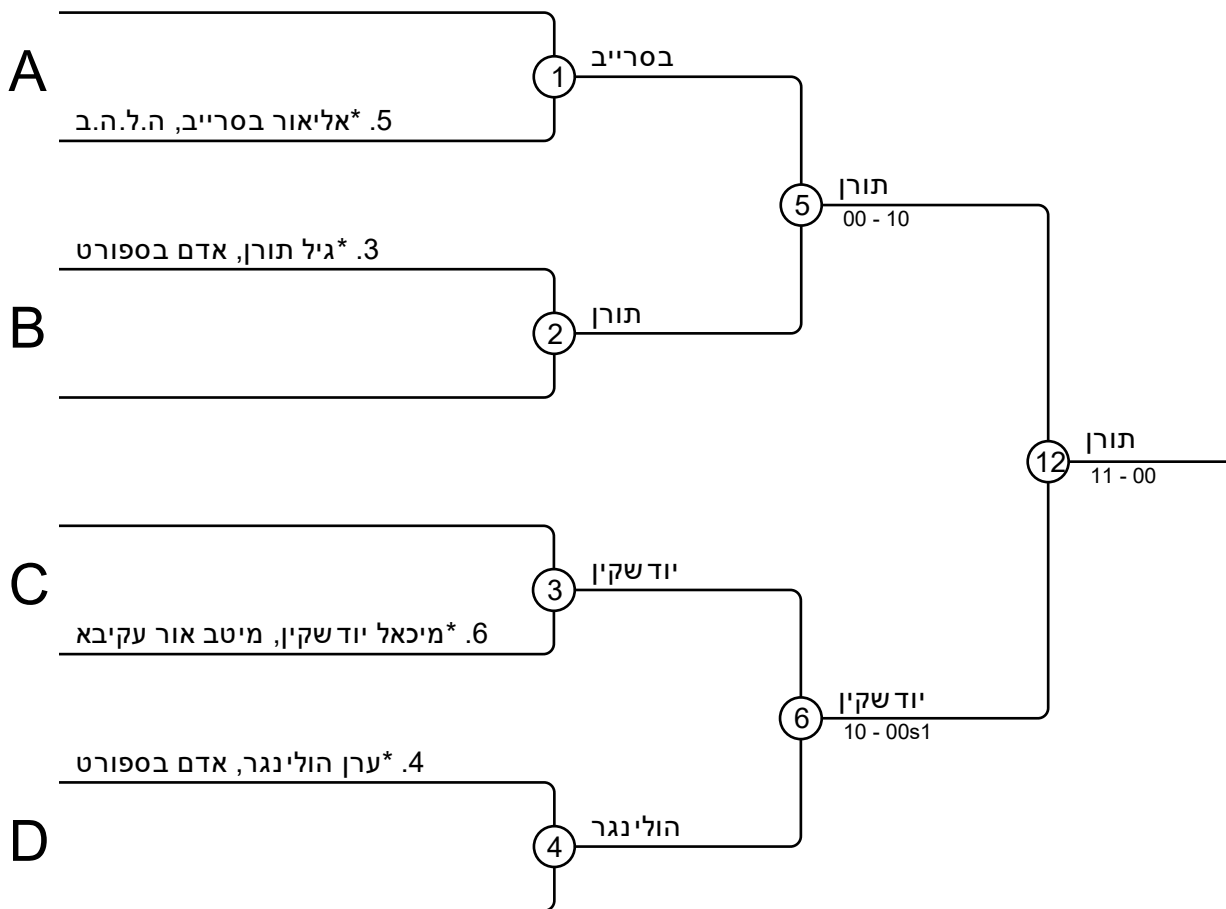 A
1
בסרייב
5. *אליאור בסרייב, ה.ל.ה.ב
5
תורן
00 - 10
3. *גיל תורן, אדם בספורט
B
2
תורן
12
תורן
11 - 00
C
3
יודשקין
6. *מיכאל יודשקין, מיטב אור עקיבא
6
יודשקין
10 - 00s1
4. *ערן הולינגר, אדם בספורט
D
4
הולינגר